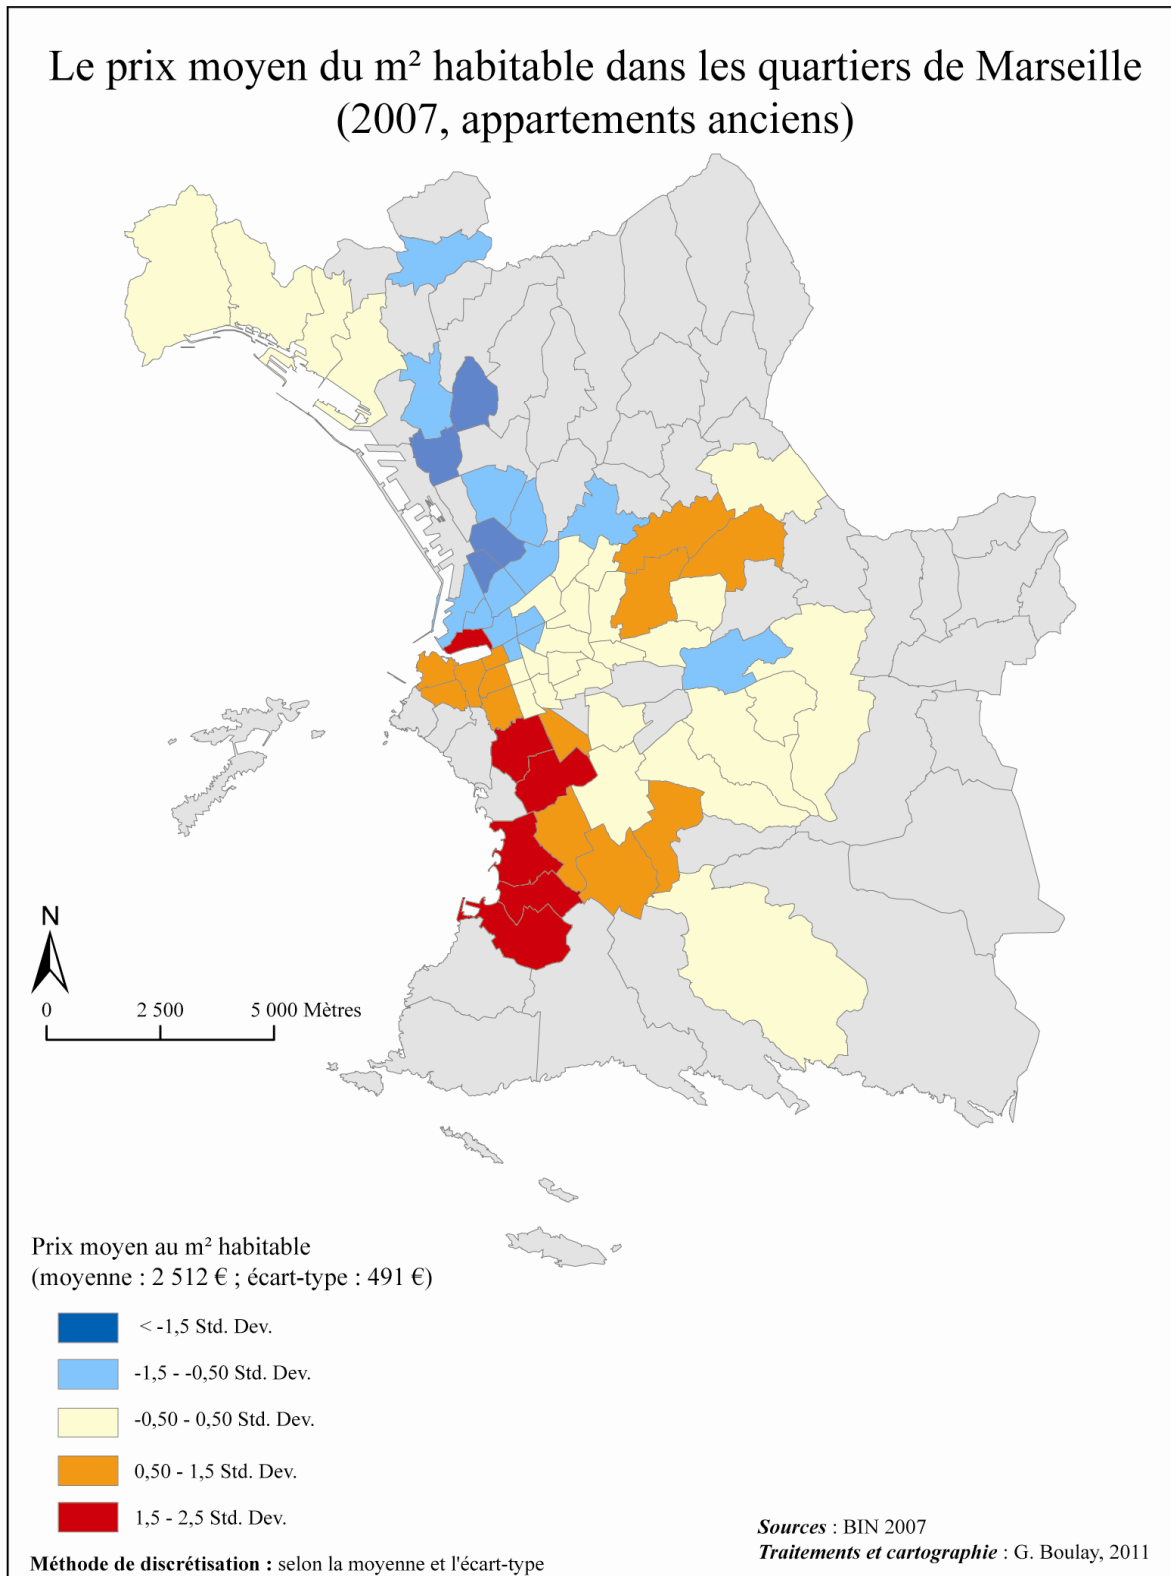 Le prix moyen du m² habitable dans les quartiers de Marseille
(2007, appartements anciens)
N
0 2 500 5 000 Mètres
Prix moyen au m² habitable
(moyenne : 2 512 € ; écart-type : 491 €)
< -1,5 Std. Dev.
-1,5 - -0,50 Std. Dev.
-0,50 - 0,50 Std. Dev.
0,50 - 1,5 Std. Dev.
1,5 - 2,5 Std. Dev.
Méthode de discrétisation : selon la moyenne et l'écart-type
Sources : BIN 2007
Traitements et cartographie : G. Boulay, 2011